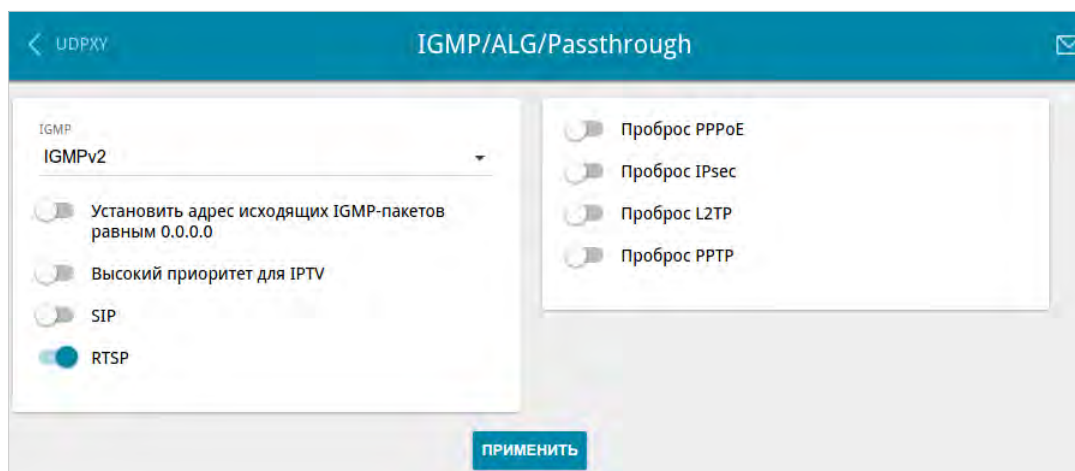 UDPXY
IGMP/ALG/Passthrough
IGMP
IGMPv2
Установить адрес исходящих IGMP-пакетов
равным 0.0.0.0
Высокий приоритет для IPTV
SIP
RTSP
Проброс PPPoE
Проброс IPsec
Проброс L2TP
Проброс PPTP
ПРИМЕНИТЬ